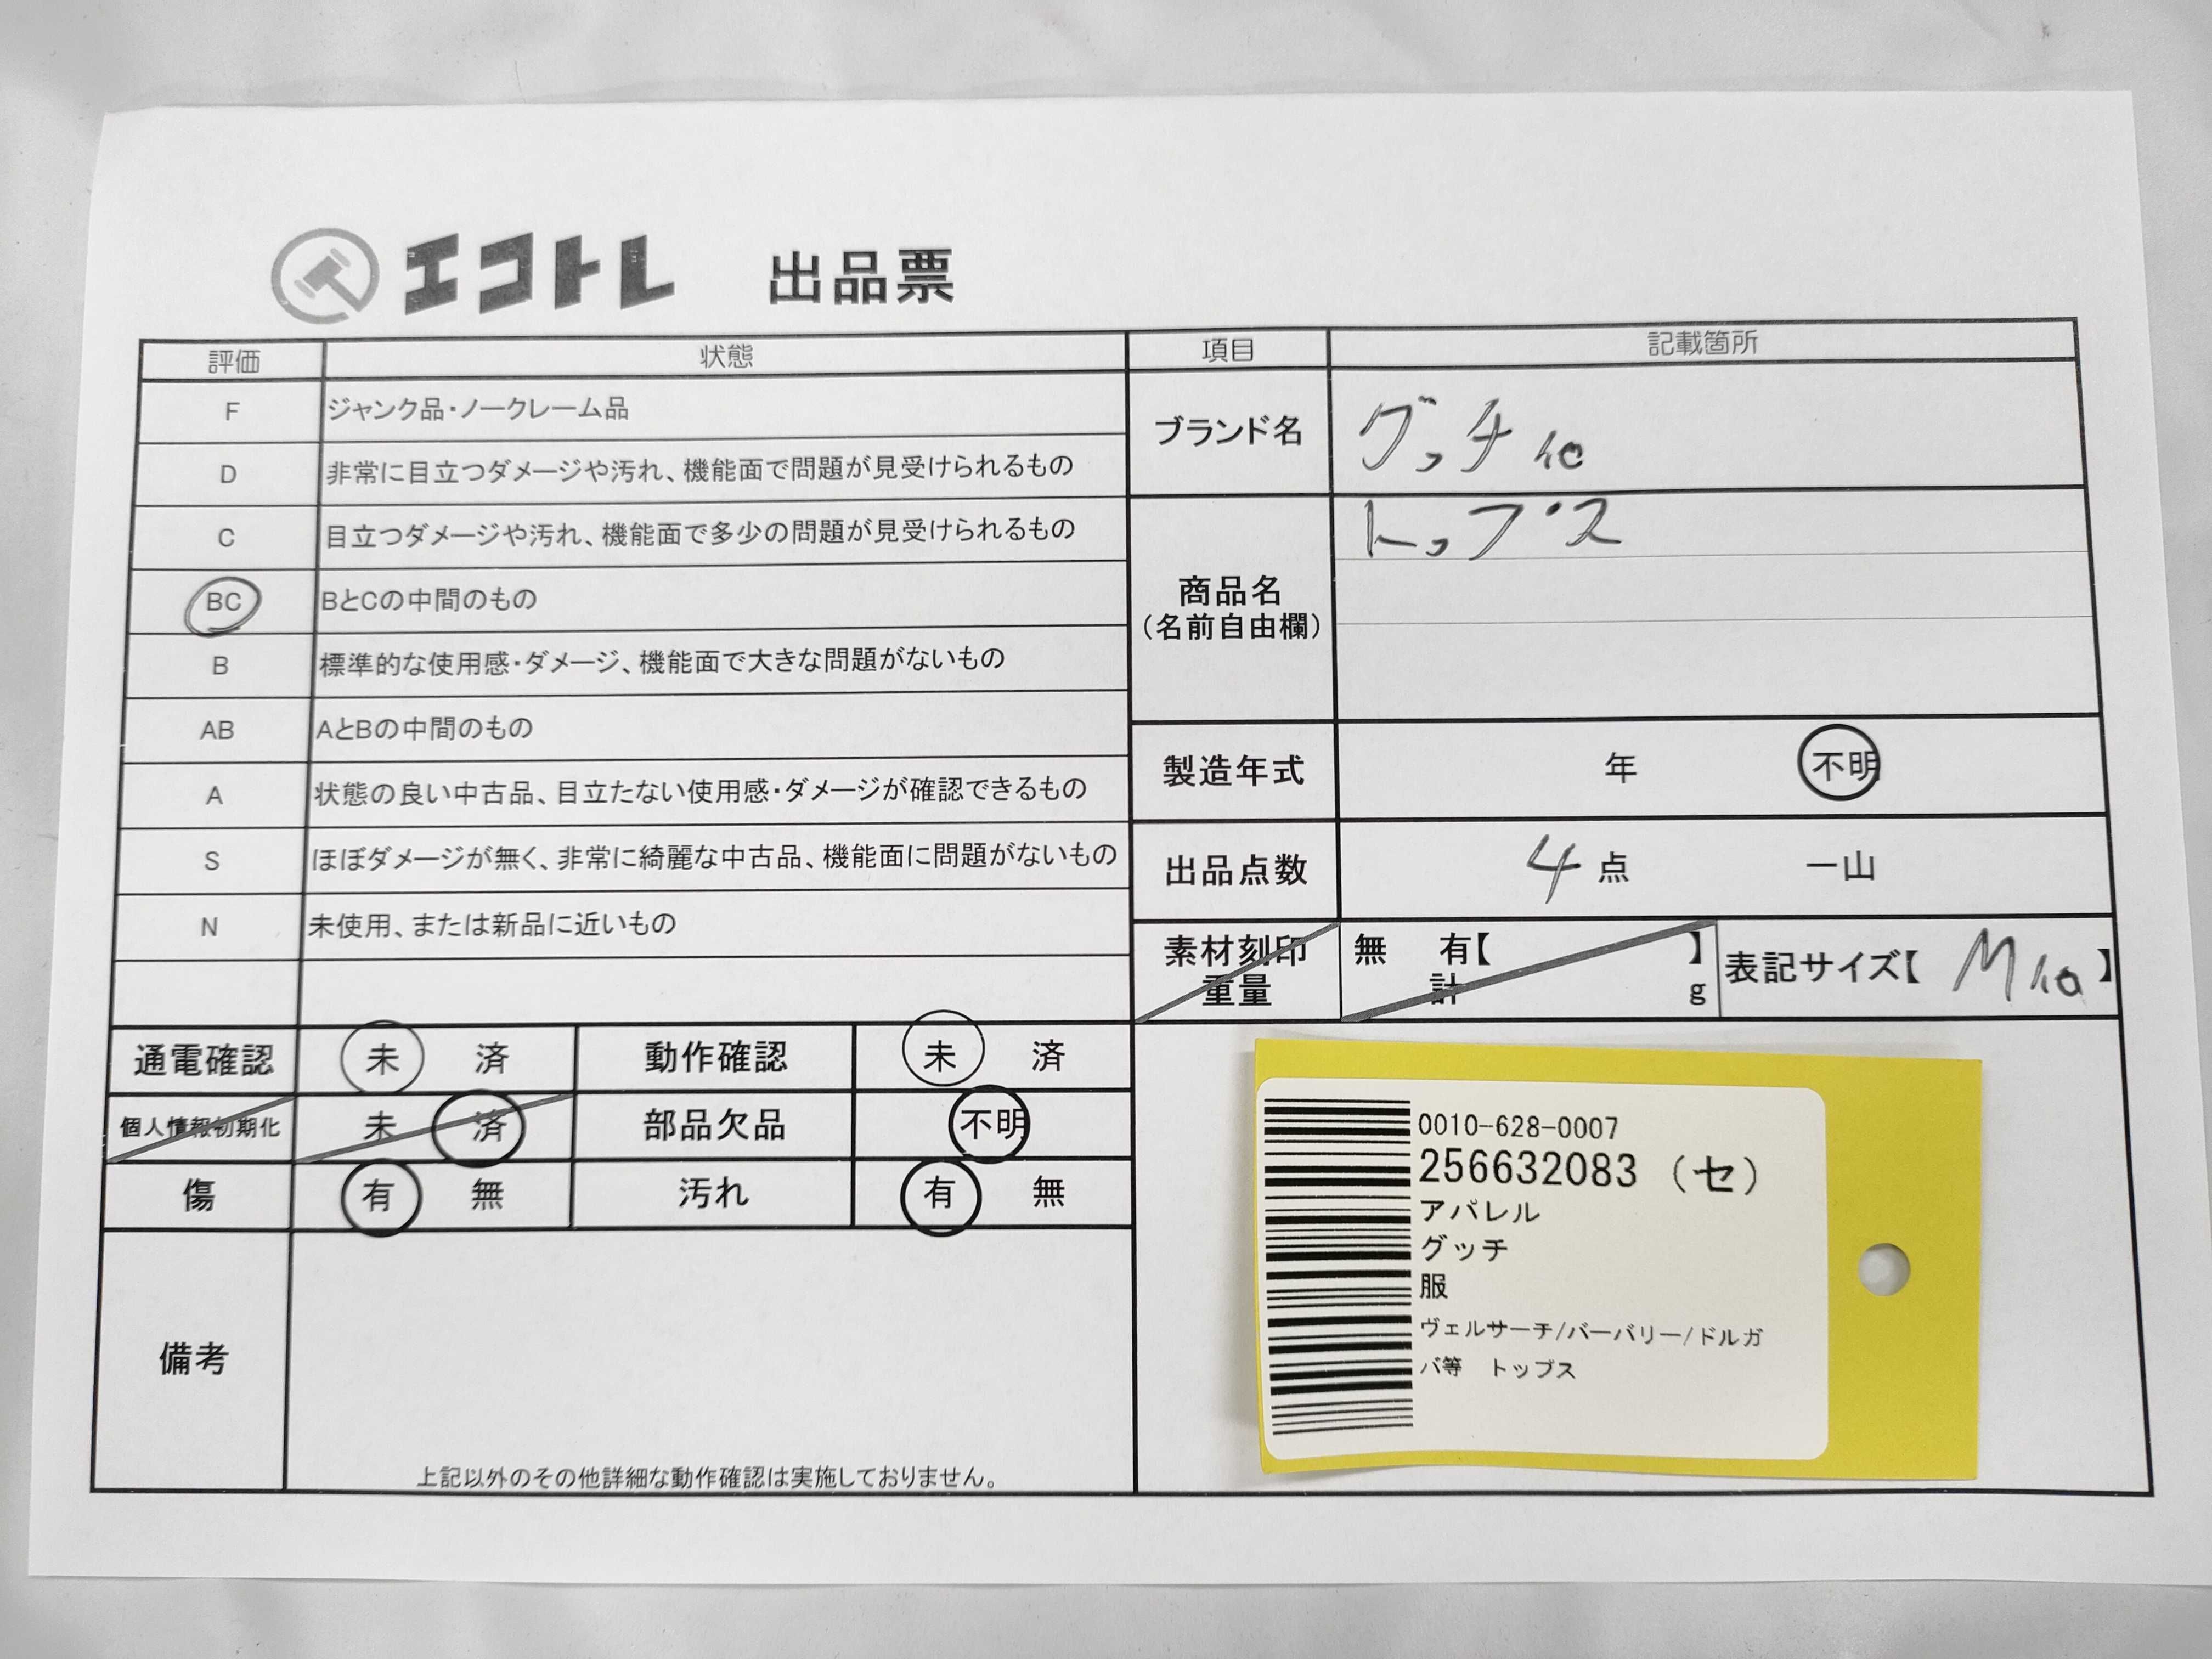 エコトレ 出品票
評価 状態
F ジャンク品・ノークレーム品
D 非常に目立つダメージや汚れ、機能面で問題が見受けられるもの
C 目立つダメージや汚れ、機能面で多少の問題が見受けられるもの
BC BとCの中間のもの
B 標準的な使用感・ダメージ、機能面で大きな問題がないもの
AB AとBの中間のもの
A 状態の良い中古品、目立たない使用感・ダメージが確認できるもの
S ほぼダメージが無く、非常に綺麗な中古品、機能面に問題がないもの
N 未使用、または新品に近いもの
通電確認 未 済 動作確認 未 済
個人情報初期化 未 済 部品欠品 不明
傷 有 無 汚れ 有 無
備考
上記以外のその他詳細な動作確認は実施しておりません。
項目 記載箇所
ブランド名 グッチ他
商品名 トップス
(名前自由欄)
製造年式 年 不明
出品点数 4点 一山
素材刻印 無 有【 】
重量 計 g
表記サイズ【 M他 】
0010-628-0007
256632083 (セ)
アパレル
グッチ
服
ヴェルサーチ/バーバリー/ドルガ
バ等 トップス